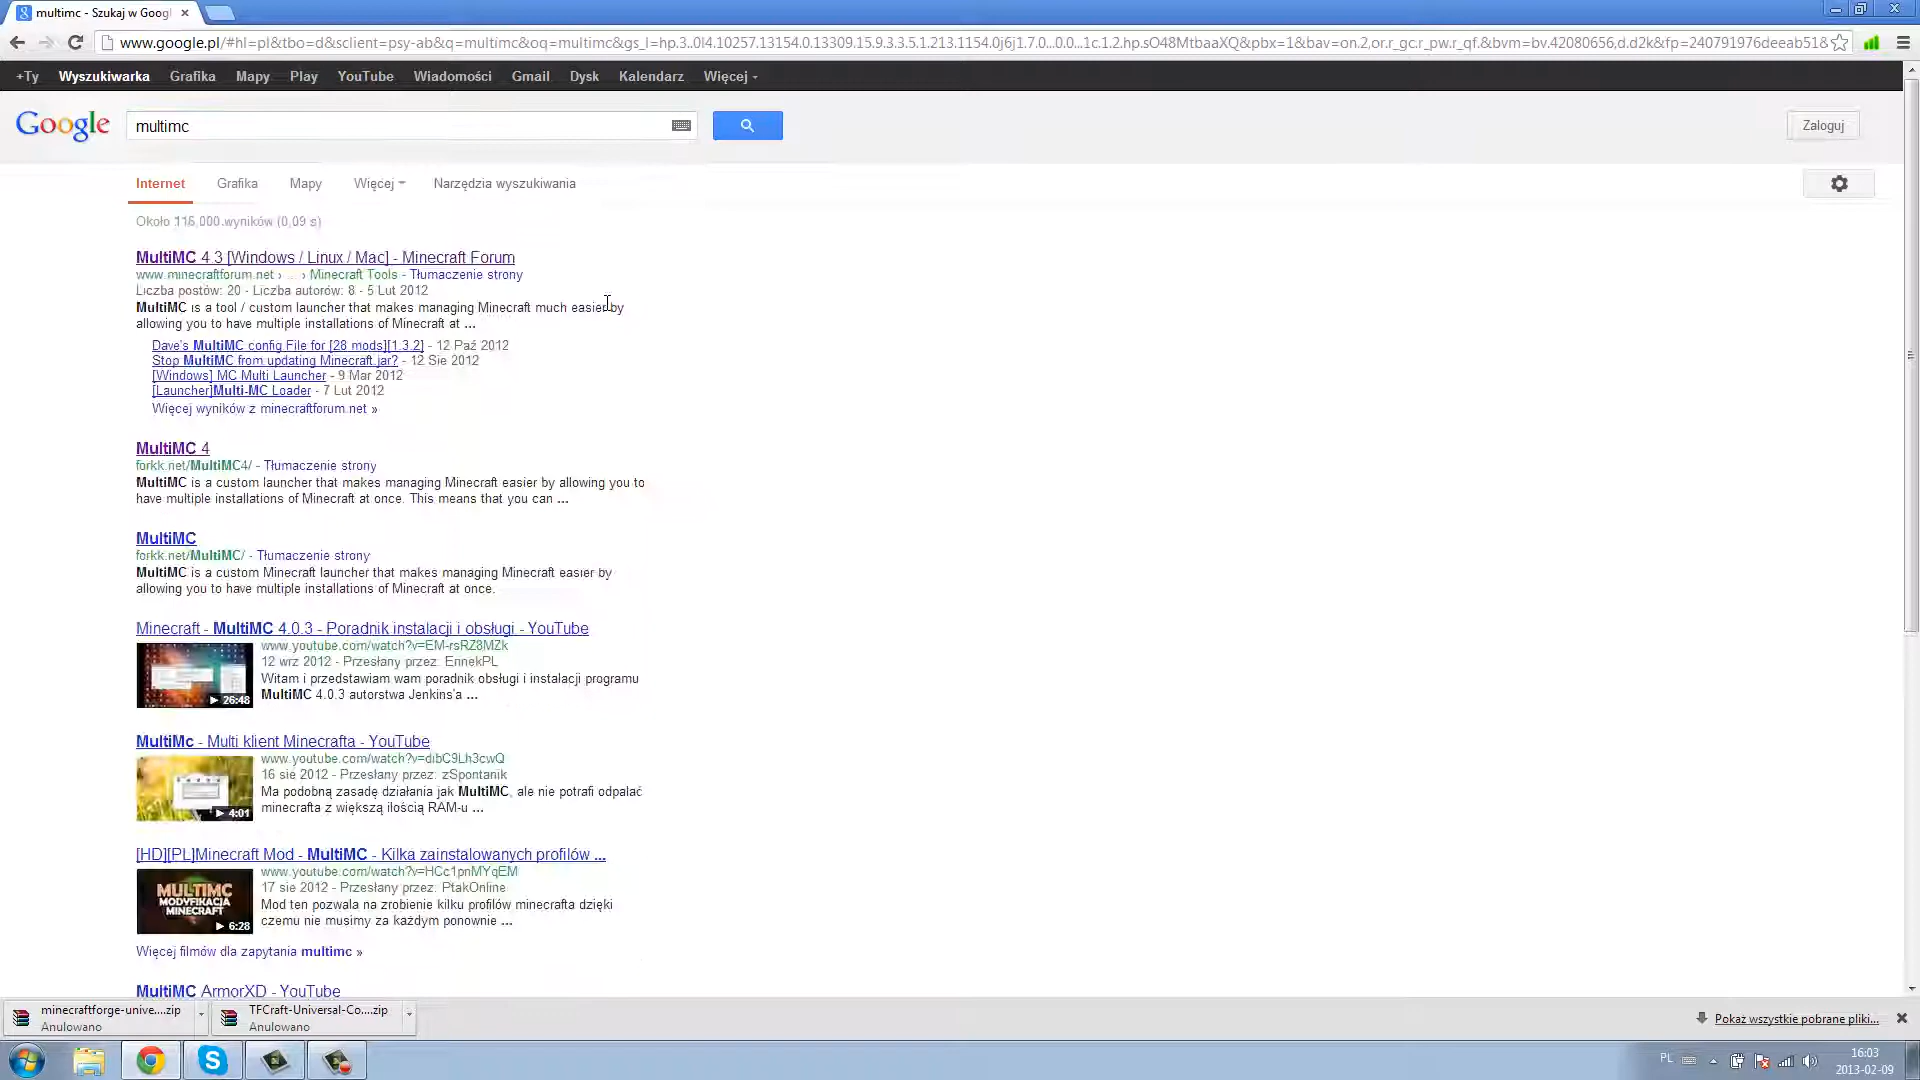 multimc - Szukaj w Googl
www.google.pl/#hl=pl&tbo=d&sclient=psy-ab&q=multimc&oq=multimc&gs_l=hp.3..0l4.10257.13154.0.13309.15.9.3.3.5.1.213.1154.0j6j1.7.0...0.0...1c.1.2.hp.sO48MtbaaXQ&pbx=1&bav=on.2,or.r_gc.r_pw.r_qf.&bvm=bv.42080656,d.d2k&fp=240791976deeab51&
+Ty Wyszukiwarka Grafika Mapy Play YouTube Wiadomości Gmail Dysk Kalendarz Więcej
Google multimc Zaloguj
Internet Grafika Mapy Więcej Narzędzia wyszukiwania
Około 116,000 wyników (0,09 s)
MultiMC 4.3 [Windows / Linux / Mac] - Minecraft Forum
www.minecraftforum.net › ... › Minecraft Tools - Tłumaczenie strony
Liczba postów: 20 - Liczba autorów: 8 - 5 Lut 2012
MultiMC is a tool / custom launcher that makes managing Minecraft much easier by
allowing you to have multiple installations of Minecraft at ...
Dave's MultiMC config File for [28 mods][1.3.2] - 12 Paź 2012
Stop MultiMC from updating Minecraft.jar? - 12 Sie 2012
[Windows] MC Multi Launcher - 9 Mar 2012
[Launcher]Multi-MC Loader - 7 Lut 2012
Więcej wyników z minecraftforum.net »
MultiMC 4
forkk.net/MultiMC4/ - Tłumaczenie strony
MultiMC is a custom launcher that makes managing Minecraft easier by allowing you to
have multiple installations of Minecraft at once. This means that you can ...
MultiMC
forkk.net/MultiMC/ - Tłumaczenie strony
MultiMC is a custom Minecraft launcher that makes managing Minecraft easier by
allowing you to have multiple installations of Minecraft at once.
Minecraft - MultiMC 4.0.3 - Poradnik instalacji i obsługi - YouTube
www.youtube.com/watch?v=EM-rsRZ8MZk
12 wrz 2012 - Przesłany przez: EnnekPL
Witam i przedstawiam wam poradnik obsługi i instalacji programu
MultiMC 4.0.3 autorstwa Jenkins'a ...
26:48
MultiMc - Multi klient Minecrafta - YouTube
www.youtube.com/watch?v=dibC9Lh3cwQ
16 sie 2012 - Przesłany przez: zSpontanik
Ma podobną zasadę działania jak MultiMC, ale nie potrafi odpalać
minecrafta z większą ilością RAM-u ...
4:01
[HD][PL]Minecraft Mod - MultiMC - Kilka zainstalowanych profilów ...
www.youtube.com/watch?v=HCc1pnMYqEM
17 sie 2012 - Przesłany przez: PtakOnline
Mod ten pozwala na zrobienie kilku profilów minecrafta dzięki
czemu nie musimy za każdym ponownie ...
MULTIMC
MODYFIKACJA
MINECRAFT
6:28
Więcej filmów dla zapytania multimc »
MultiMC ArmorXD - YouTube
minecraftforge-unive....zip
Anulowano
TFCraft-Universal-Co....zip
Anulowano
Pokaż wszystkie pobrane pliki...
PL
16:03
2013-02-09